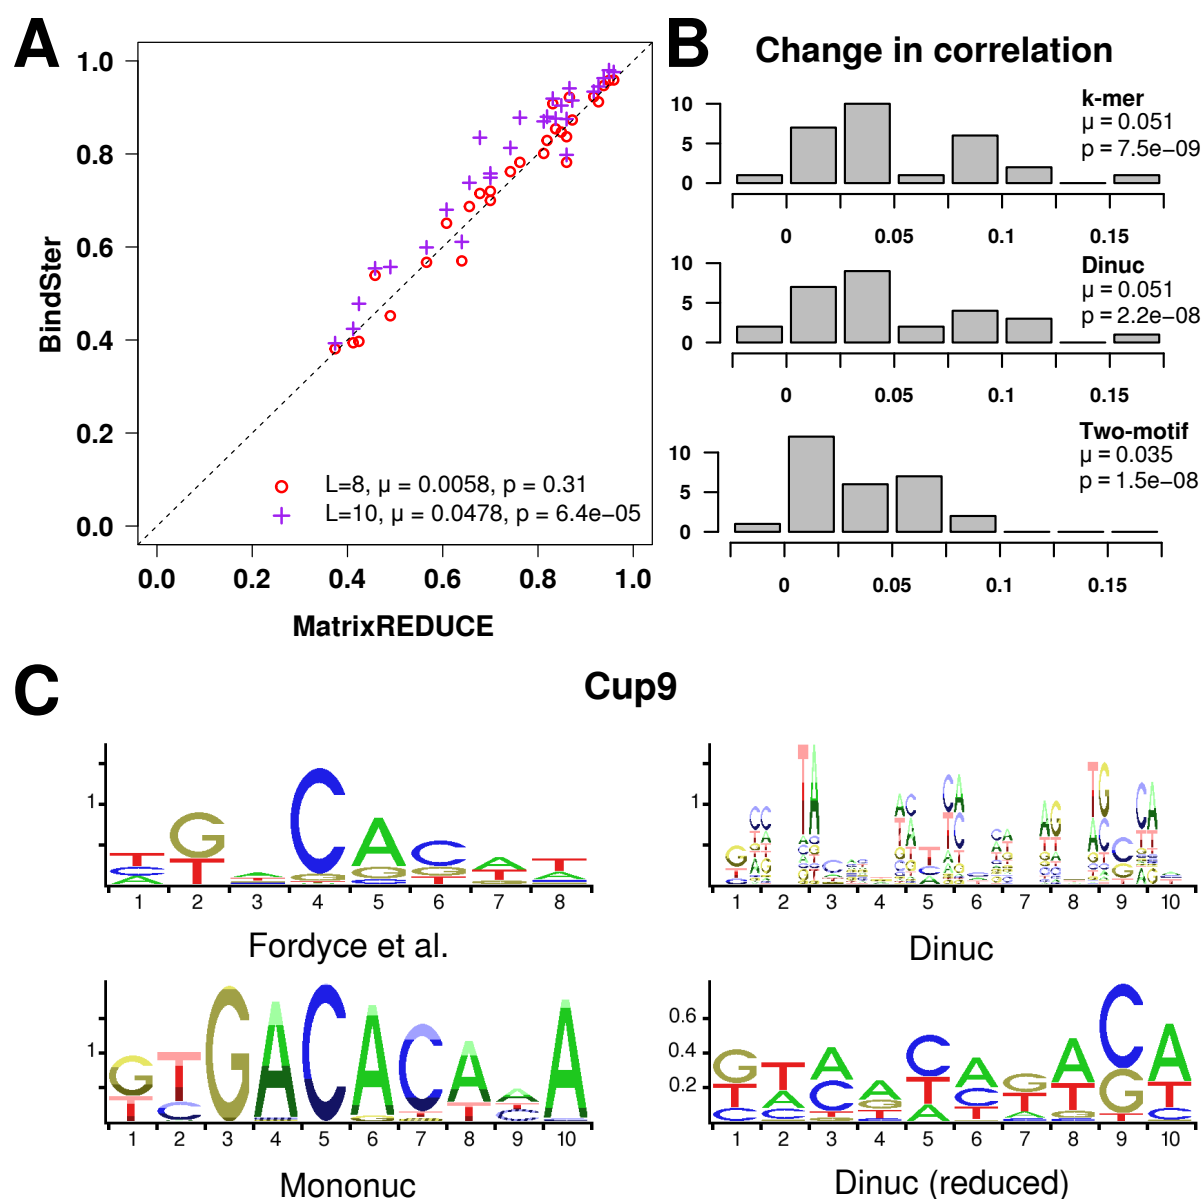 A
1.0
0.8
0.6
0.4
0.2
0.0
BindSter
L=8, μ = 0.0058, p = 0.31
L=10, μ = 0.0478, p = 6.4e−05
0.0 0.2 0.4 0.6 0.8 1.0
MatrixREDUCE
B
Change in correlation
k-mer
μ = 0.051
p = 7.5e−09
10
5
0
0 0.05 0.1 0.15
Dinuc
μ = 0.051
p = 2.2e−08
10
5
0
0 0.05 0.1 0.15
Two-motif
μ = 0.035
p = 1.5e−08
10
5
0
0 0.05 0.1 0.15
C
Cup9
1
1 2 3 4 5 6 7 8
Fordyce et al.
1
1 2 3 4 5 6 7 8 9 10
Dinuc
1
1 2 3 4 5 6 7 8 9 10
Mononuc
0.6
0.4
0.2
1 2 3 4 5 6 7 8 9 10
Dinuc (reduced)